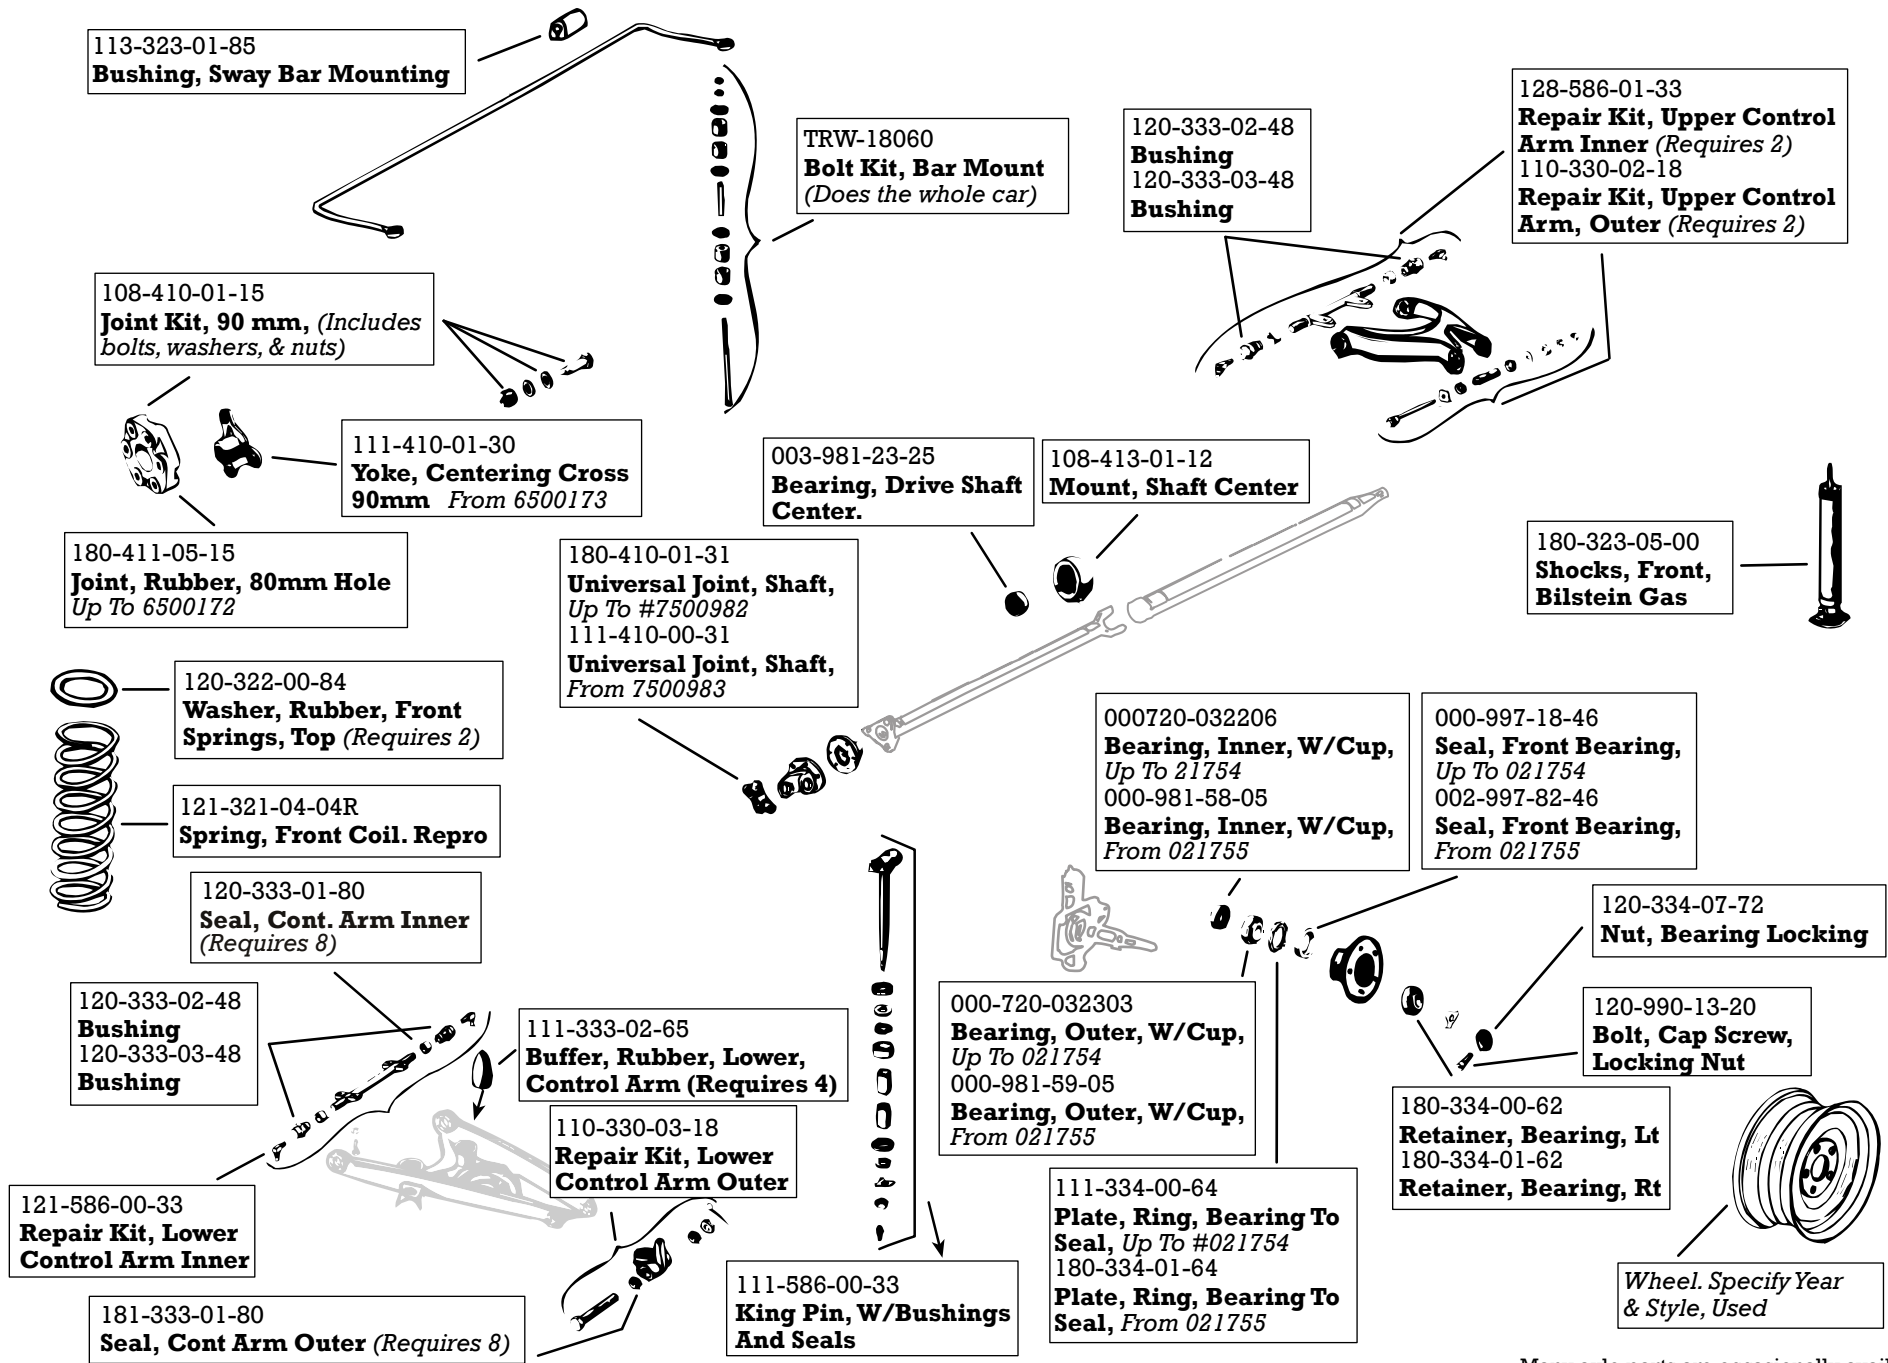 113-323-01-85
Bushing, Sway Bar Mounting
TRW-18060
Bolt Kit, Bar Mount
(Does the whole car)
120-333-02-48
Bushing
120-333-03-48
Bushing
128-586-01-33
Repair Kit, Upper Control
Arm Inner (Requires 2)
110-330-02-18
Repair Kit, Upper Control
Arm, Outer (Requires 2)
108-410-01-15
Joint Kit, 90 mm, (Includes
bolts, washers, & nuts)
111-410-01-30
Yoke, Centering Cross
90mm From 6500173
003-981-23-25
Bearing, Drive Shaft
Center.
108-413-01-12
Mount, Shaft Center
180-411-05-15
Joint, Rubber, 80mm Hole
Up To 6500172
180-410-01-31
Universal Joint, Shaft,
Up To #7500982
111-410-00-31
Universal Joint, Shaft,
From 7500983
180-323-05-00
Shocks, Front,
Bilstein Gas
120-322-00-84
Washer, Rubber, Front
Springs, Top (Requires 2)
121-321-04-04R
Spring, Front Coil. Repro
000720-032206
Bearing, Inner, W/Cup,
Up To 21754
000-981-58-05
Bearing, Inner, W/Cup,
From 021755
000-997-18-46
Seal, Front Bearing,
Up To 021754
002-997-82-46
Seal, Front Bearing,
From 021755
120-333-01-80
Seal, Cont. Arm Inner
(Requires 8)
120-334-07-72
Nut, Bearing Locking
120-333-02-48
Bushing
120-333-03-48
Bushing
111-333-02-65
Buffer, Rubber, Lower,
Control Arm (Requires 4)
000-720-032303
Bearing, Outer, W/Cup,
Up To 021754
000-981-59-05
Bearing, Outer, W/Cup,
From 021755
120-990-13-20
Bolt, Cap Screw,
Locking Nut
110-330-03-18
Repair Kit, Lower
Control Arm Outer
180-334-00-62
Retainer, Bearing, Lt
180-334-01-62
Retainer, Bearing, Rt
121-586-00-33
Repair Kit, Lower
Control Arm Inner
111-334-00-64
Plate, Ring, Bearing To
Seal, Up To #021754
180-334-01-64
Plate, Ring, Bearing To
Seal, From 021755
111-586-00-33
King Pin, W/Bushings
And Seals
Wheel. Specify Year
& Style, Used
181-333-01-80
Seal, Cont Arm Outer (Requires 8)